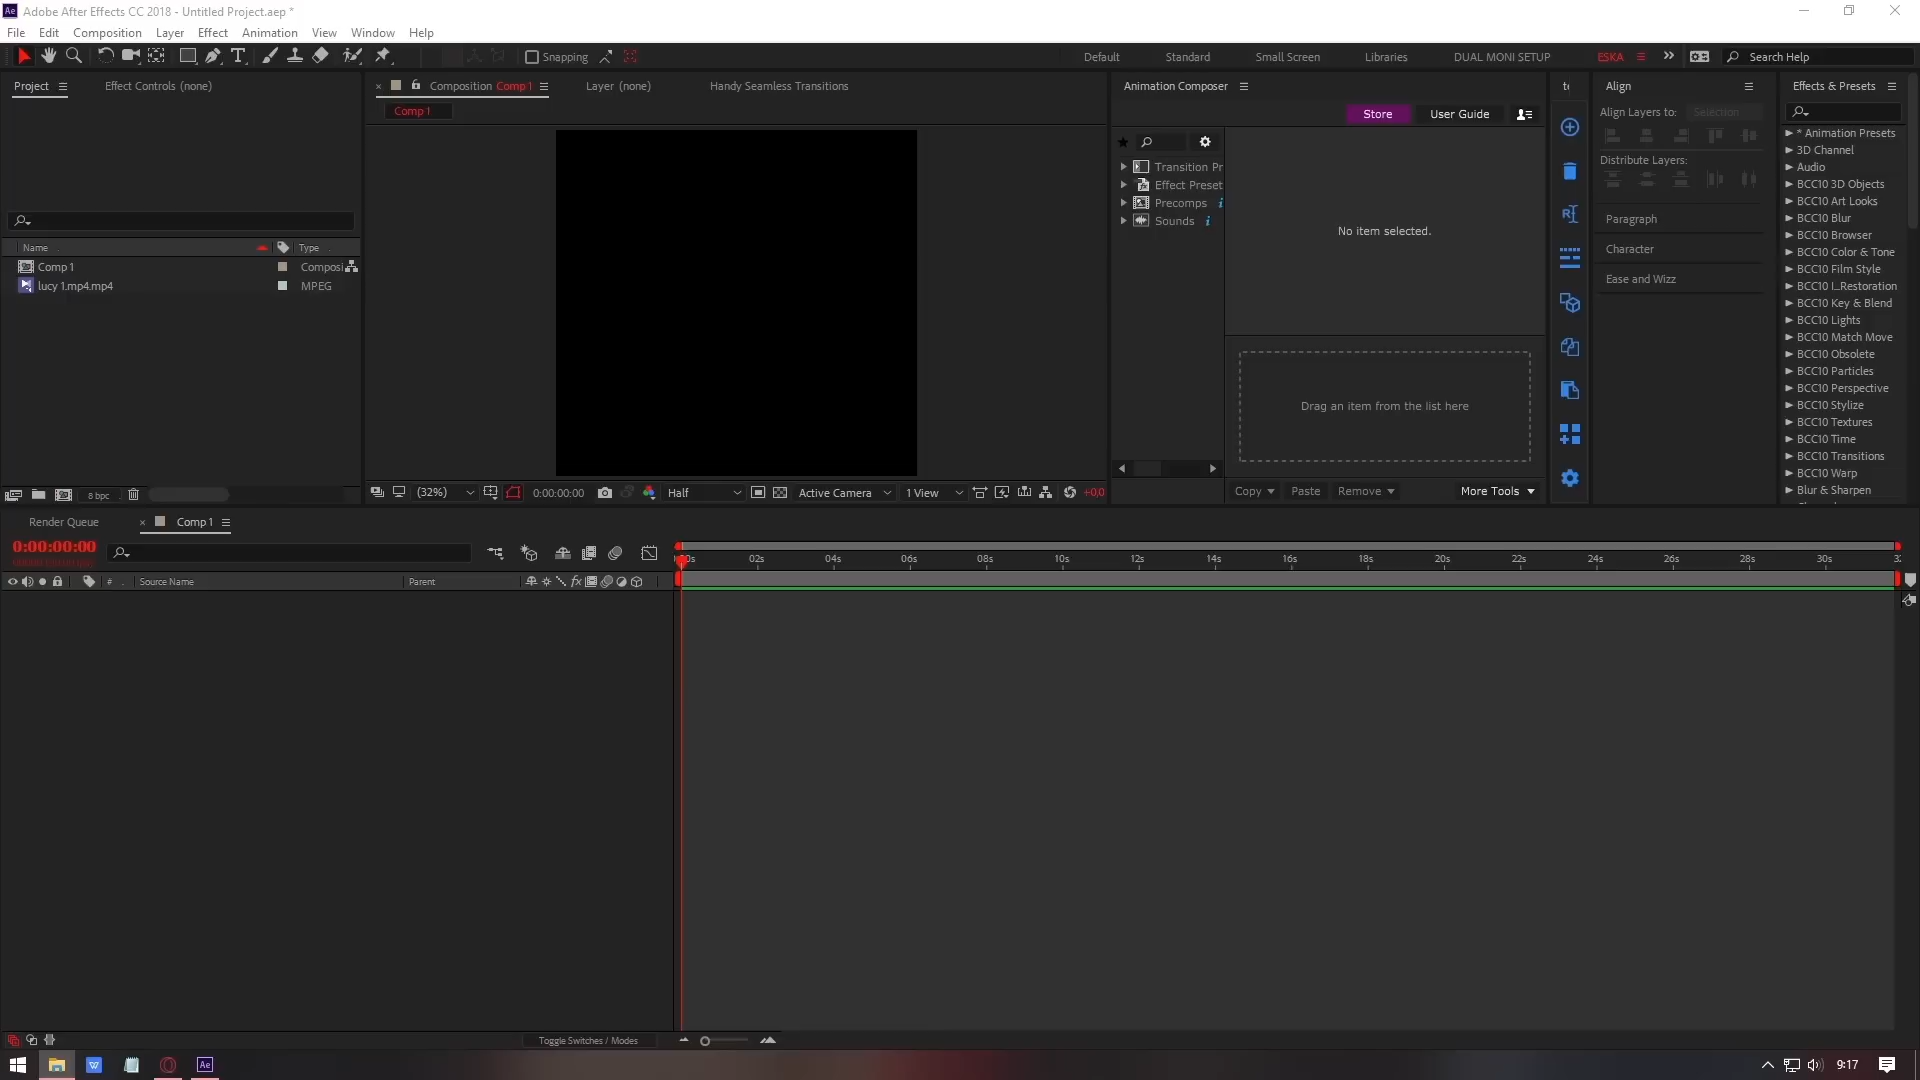 Adobe After Effects CC 2018 - Untitled Project.aep *
File Edit Composition Layer Effect Animation View Window Help
Snapping
Default Standard Small Screen Libraries DUAL MONI SETUP ESKA Search Help
Project Effect Controls (none)
Composition Comp 1 Layer (none) Handy Seamless Transitions
Comp 1
Name Type
Comp 1 Composi
lucy 1.mp4.mp4 MPEG
8 bpc
(32%) 0:00:00:00 Half Active Camera 1 View +0,0
Animation Composer
Store User Guide
Transition Pr
Effect Preset
Precomps
Sounds
No item selected.
Drag an item from the list here
Copy Paste Remove More Tools
Align
Align Layers to: Selection
Distribute Layers:
Paragraph
Character
Ease and Wizz
Effects & Presets
* Animation Presets
3D Channel
Audio
BCC10 3D Objects
BCC10 Art Looks
BCC10 Blur
BCC10 Browser
BCC10 Color & Tone
BCC10 Film Style
BCC10 I_Restoration
BCC10 Key & Blend
BCC10 Lights
BCC10 Match Move
BCC10 Obsolete
BCC10 Particles
BCC10 Perspective
BCC10 Stylize
BCC10 Textures
BCC10 Time
BCC10 Transitions
BCC10 Warp
Blur & Sharpen
Render Queue Comp 1
0:00:00:00
# Source Name Parent
02s 04s 06s 08s 10s 12s 14s 16s 18s 20s 22s 24s 26s 28s 30s
Toggle Switches / Modes
9:17